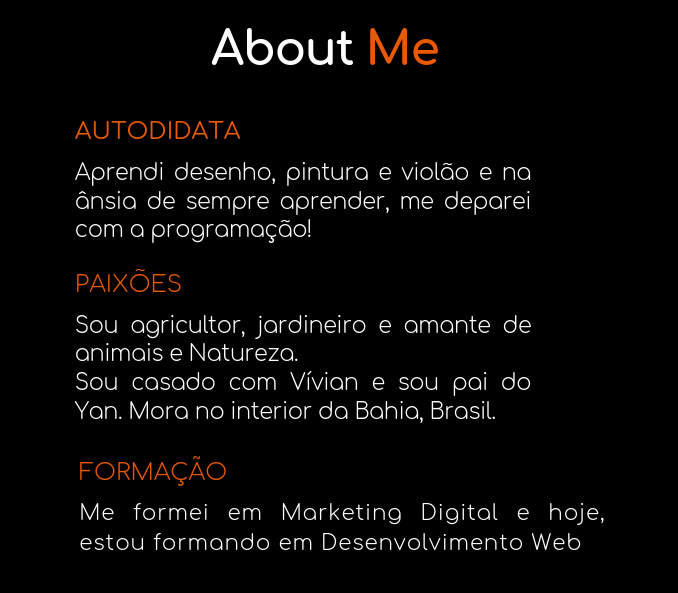 About Me
AUTODIDATA
Aprendi desenho, pintura e violão e na
ânsia de sempre aprender, me deparei
com a programação!
PAIXÕES
Sou agricultor, jardineiro e amante de
animais e Natureza.
Sou casado com Vívian e sou pai do
Yan. Mora no interior da Bahia, Brasil.
FORMAÇÃO
Me formei em Marketing Digital e hoje,
estou formando em Desenvolvimento Web